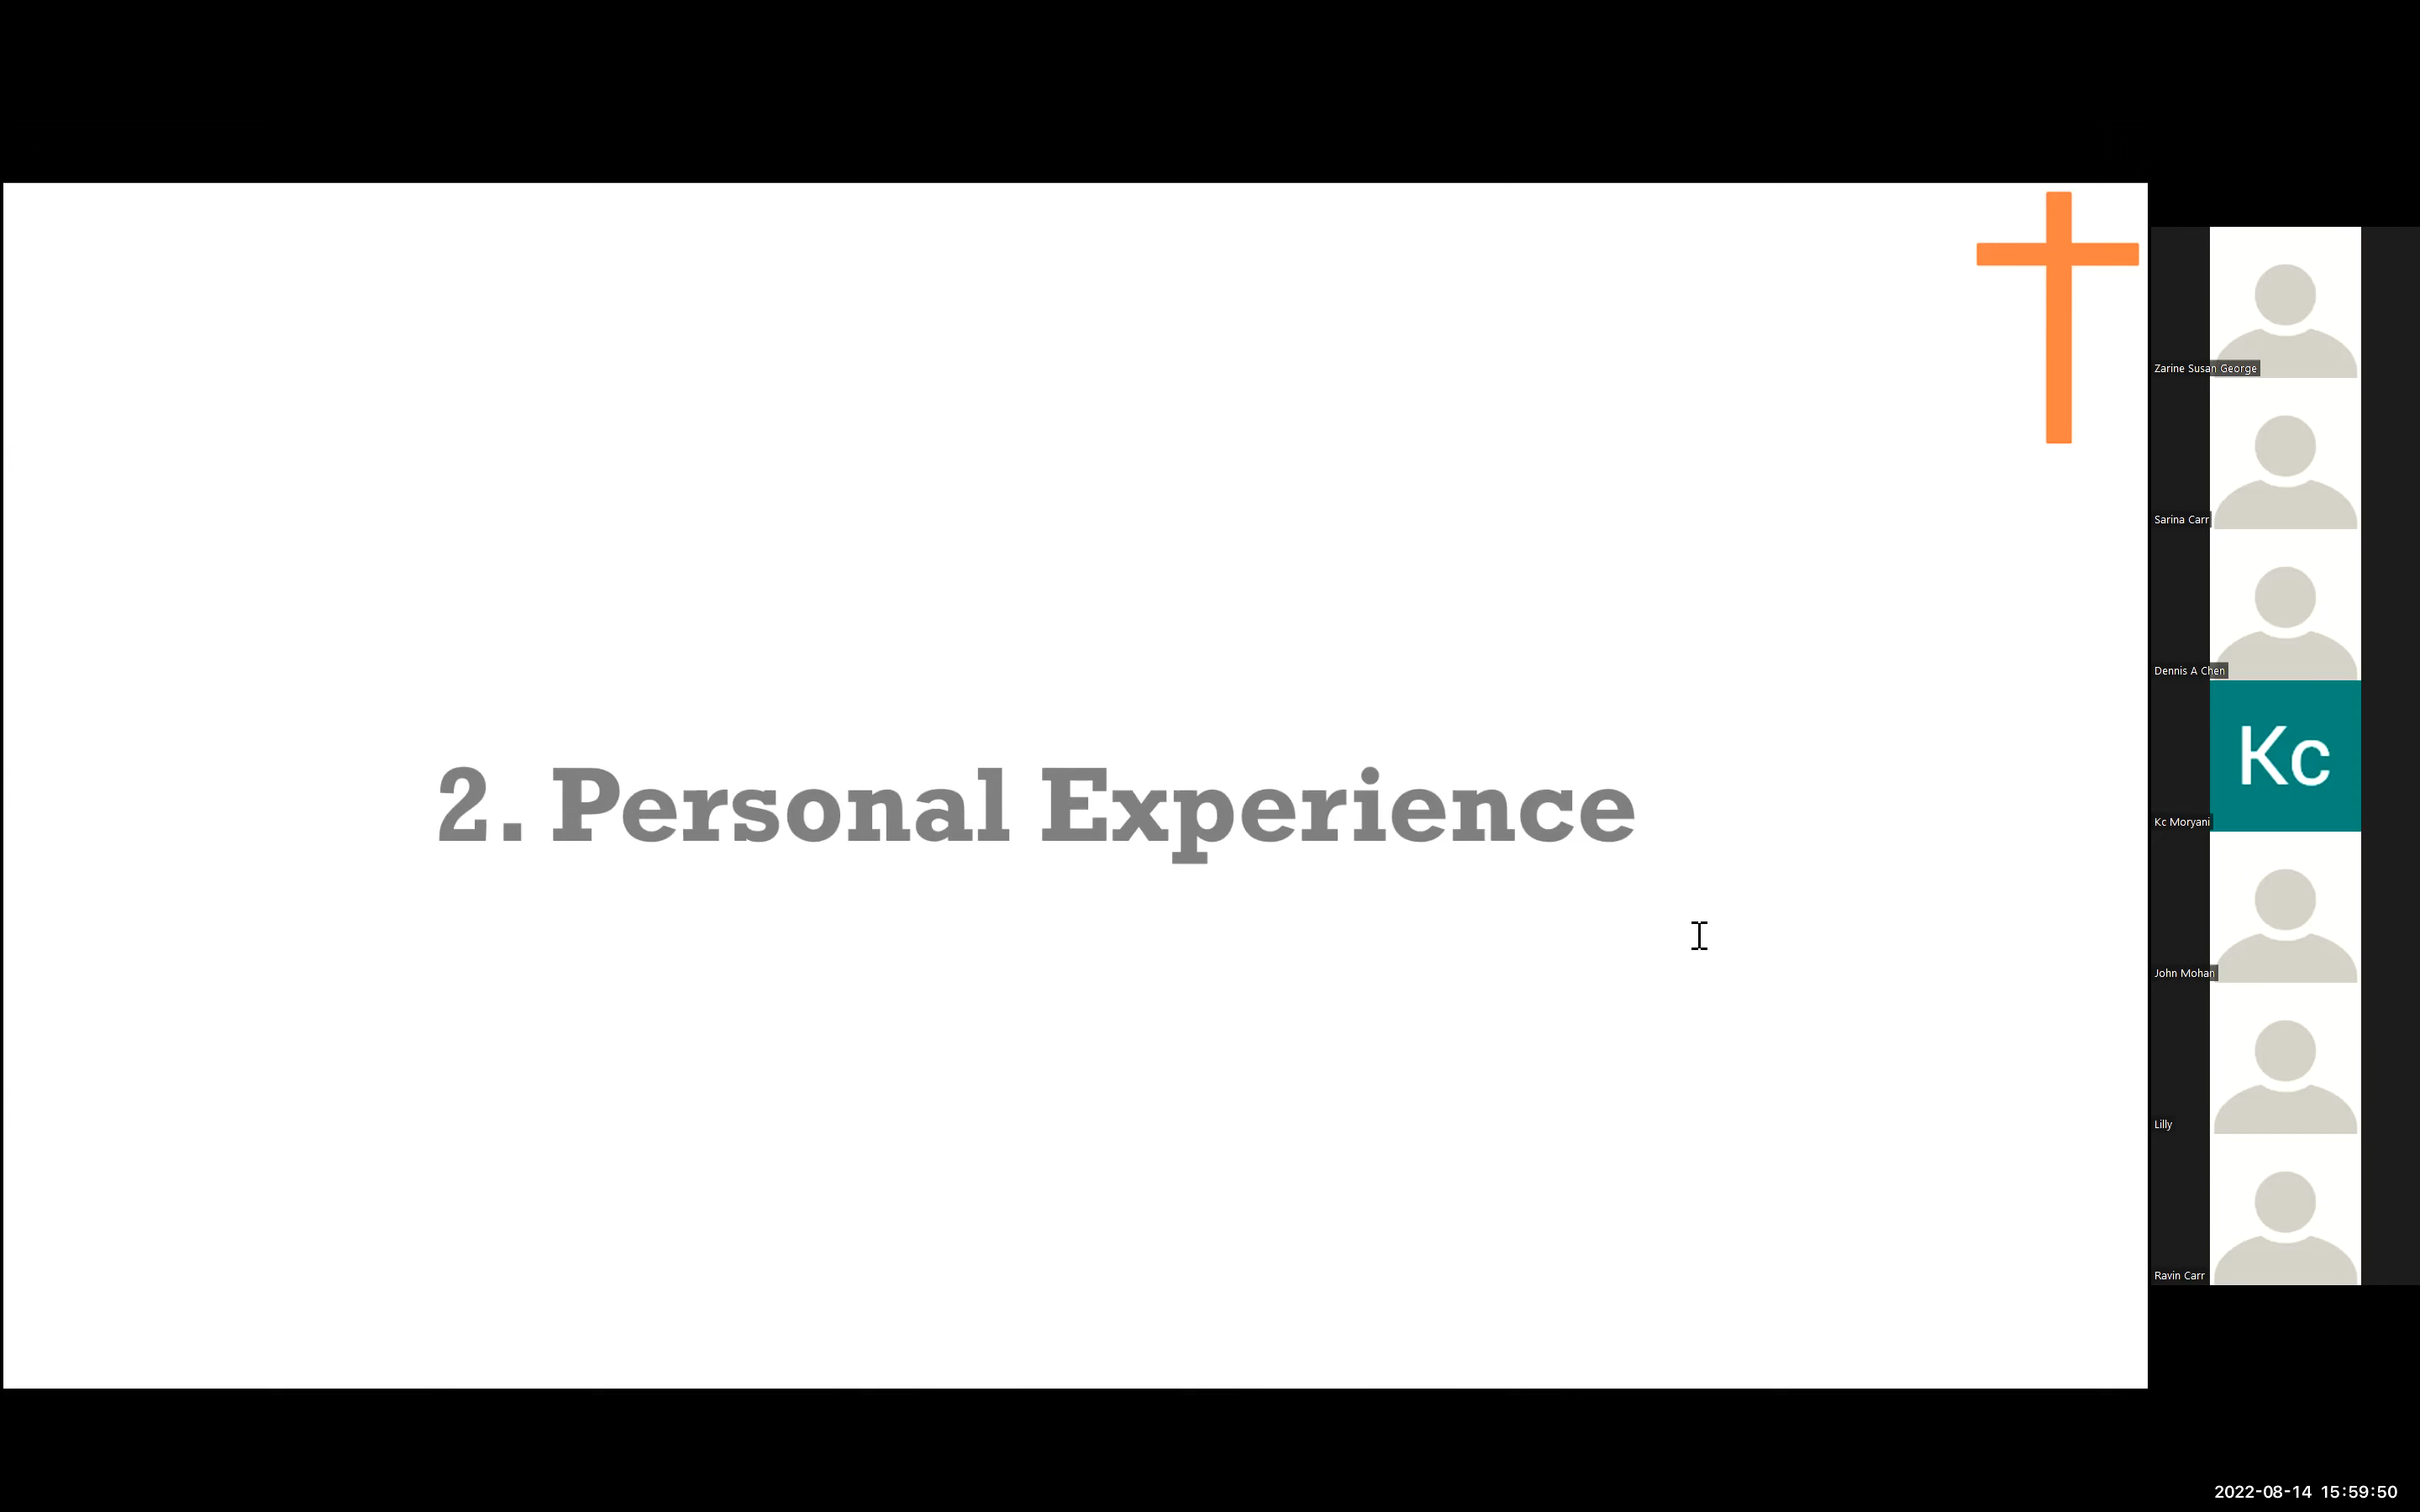 2. Personal Experience
Zarine Susan George
Sarina Carr
Dennis A Chen
Kc
Kc Moryani
John Mohan
Lilly
Ravin Carr
2022-08-14 15:59:50